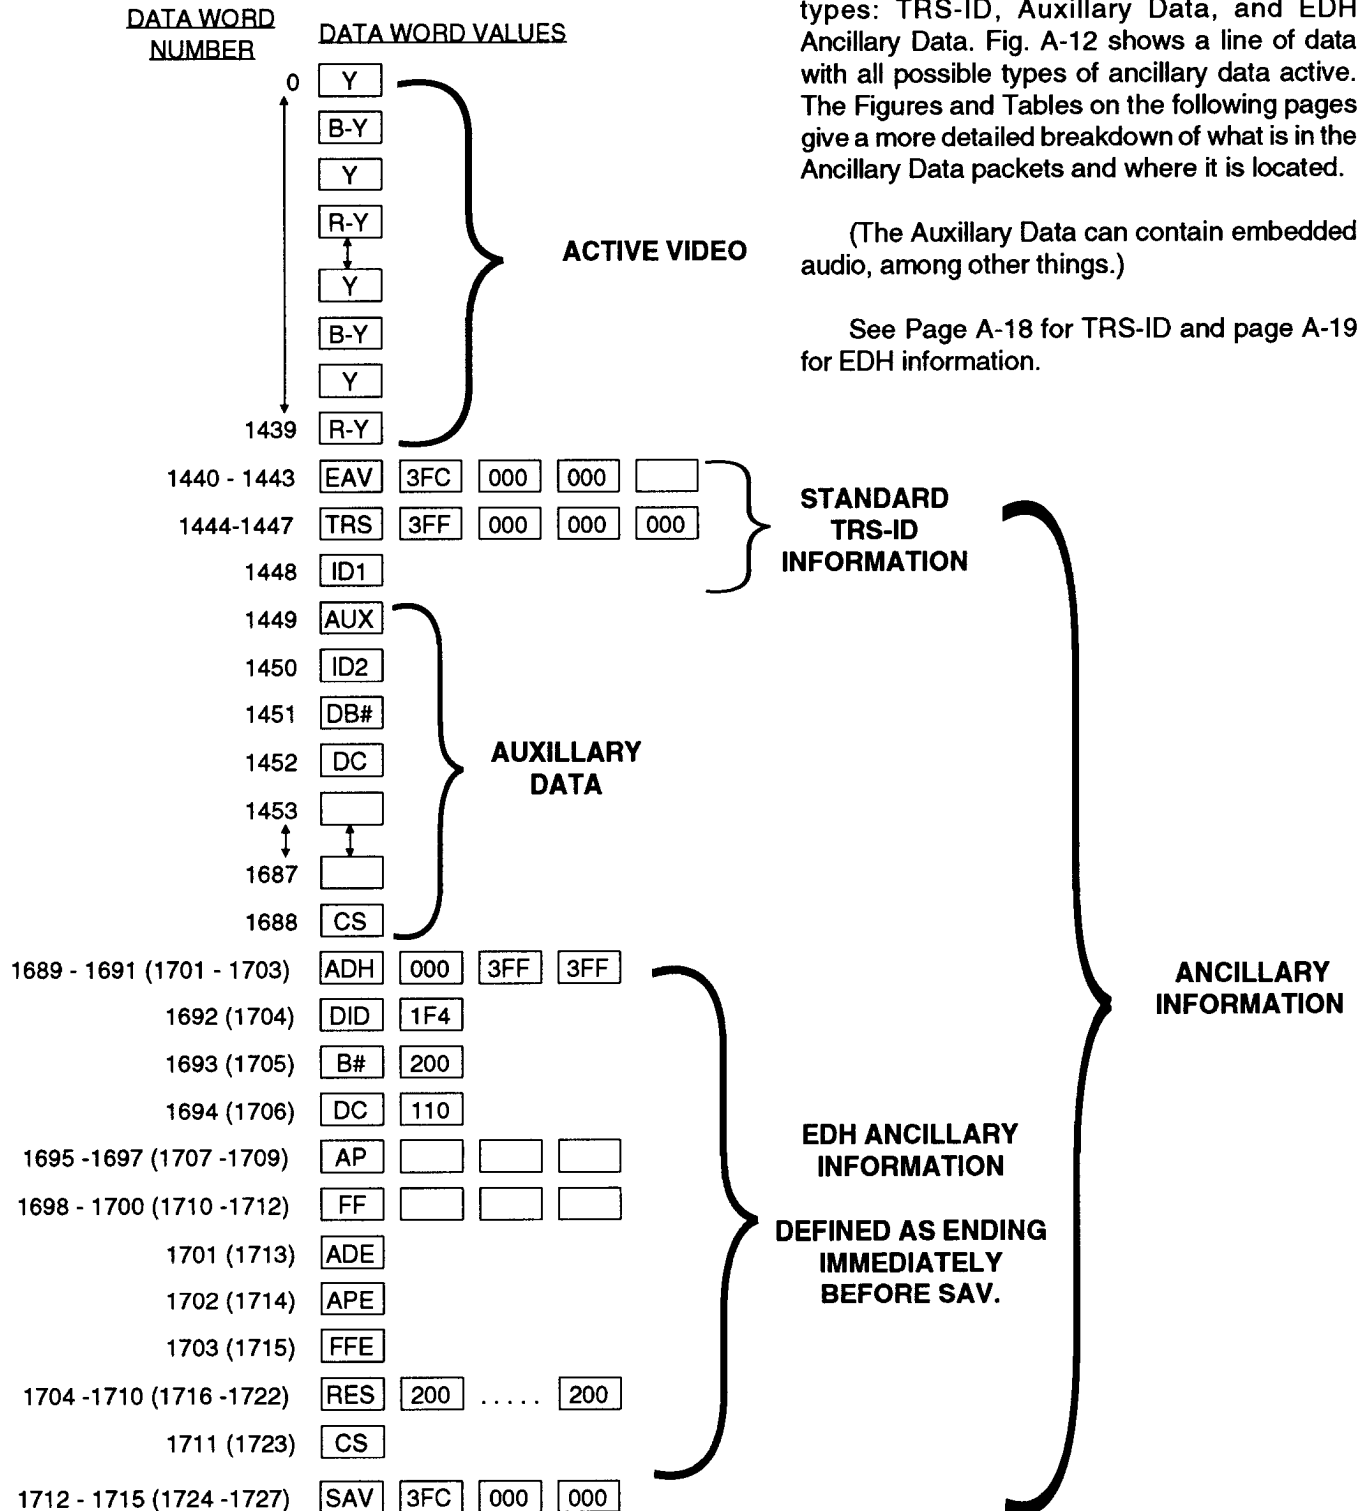 DATA WORD
NUMBER
DATA WORD VALUES
types: TRS-ID, Auxillary Data, and EDH
Ancillary Data. Fig. A-12 shows a line of data
with all possible types of ancillary data active.
The Figures and Tables on the following pages
give a more detailed breakdown of what is in the
Ancillary Data packets and where it is located.
(The Auxillary Data can contain embedded
audio, among other things.)
See Page A-18 for TRS-ID and page A-19
for EDH information.
0 Y
B-Y
Y
R-Y
Y
B-Y
Y
1439 R-Y
ACTIVE VIDEO
1440 - 1443 EAV 3FC 000 000
1444-1447 TRS 3FF 000 000 000
1448 ID1
STANDARD
TRS-ID
INFORMATION
1449 AUX
1450 ID2
1451 DB#
1452 DC
1453
1687
1688 CS
AUXILLARY
DATA
1689 - 1691 (1701 - 1703) ADH 000 3FF 3FF
1692 (1704) DID 1F4
1693 (1705) B# 200
1694 (1706) DC 110
1695 -1697 (1707 -1709) AP
1698 - 1700 (1710 -1712) FF
1701 (1713) ADE
1702 (1714) APE
1703 (1715) FFE
1704 -1710 (1716 -1722) RES 200 ..... 200
1711 (1723) CS
EDH ANCILLARY
INFORMATION
DEFINED AS ENDING
IMMEDIATELY
BEFORE SAV.
1712 - 1715 (1724 -1727) SAV 3FC 000 000
ANCILLARY
INFORMATION